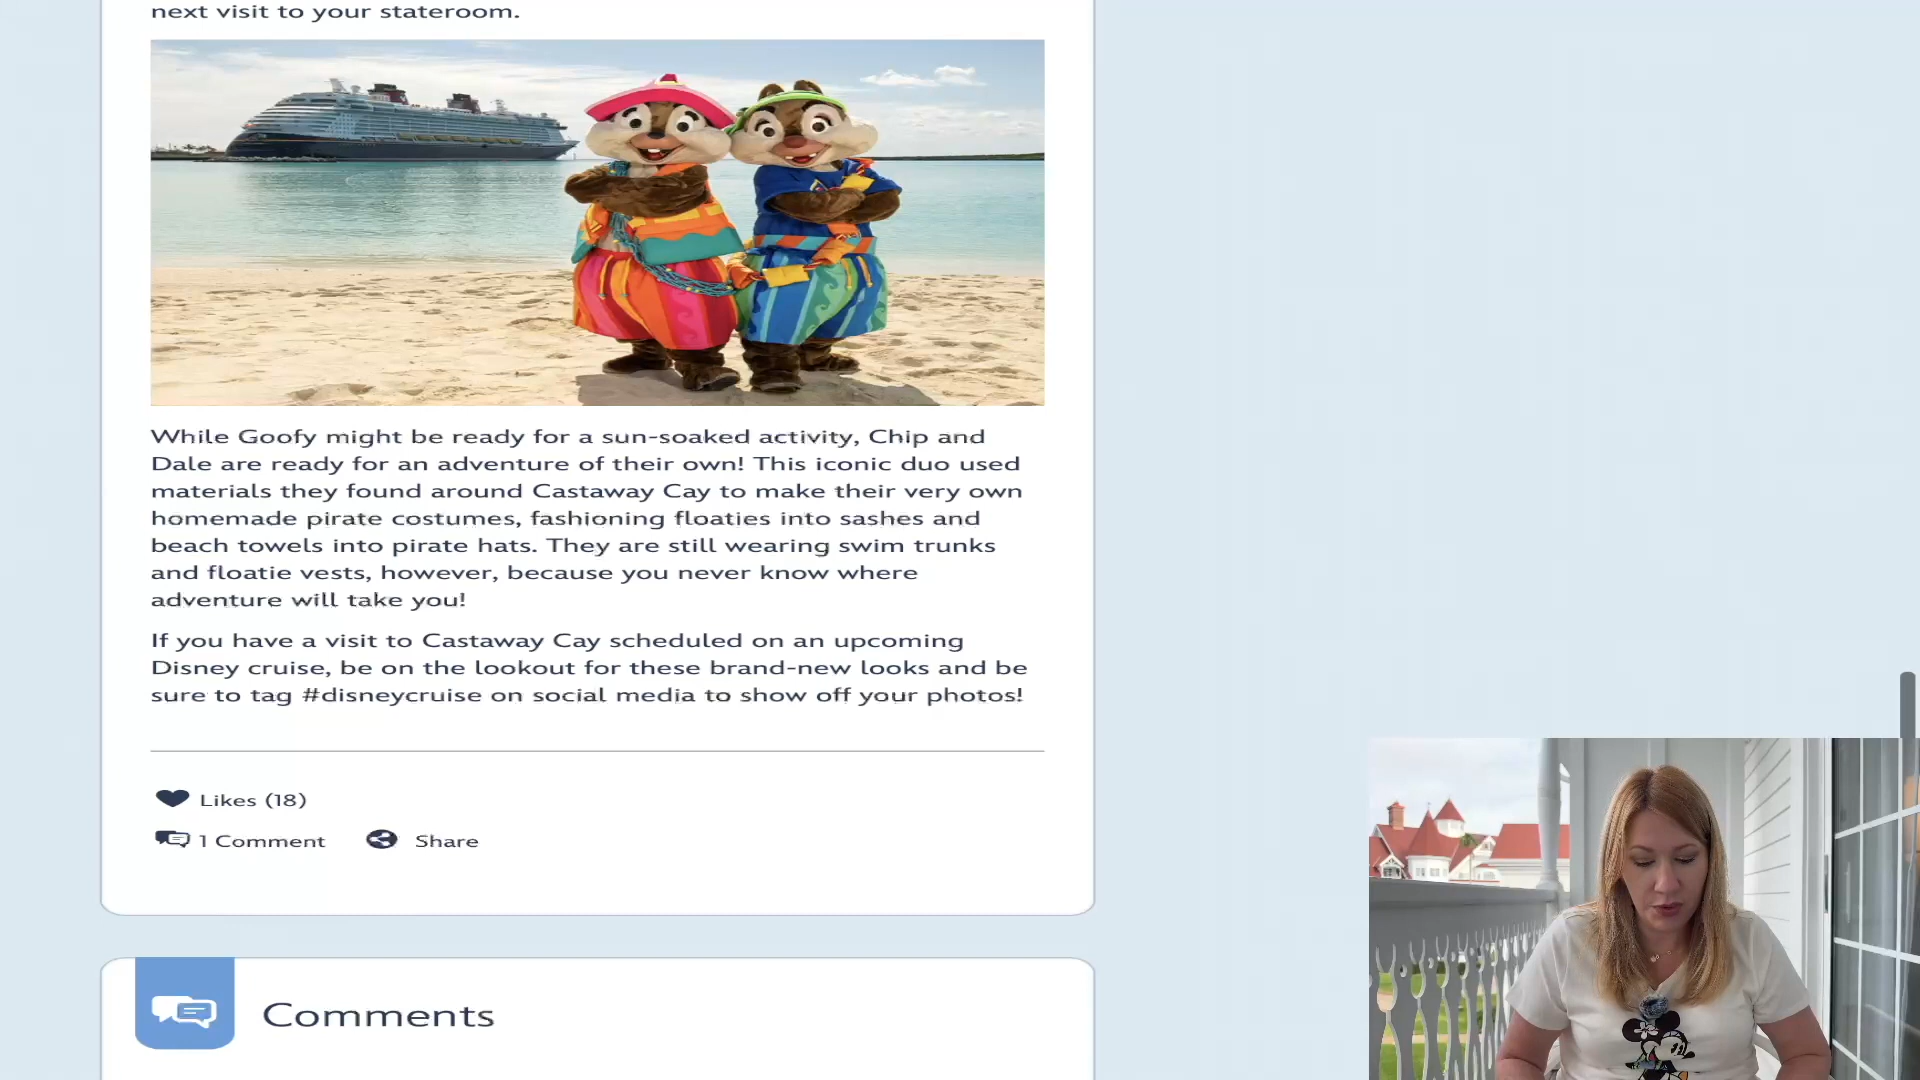 next visit to your stateroom.
While Goofy might be ready for a sun-soaked activity, Chip and
Dale are ready for an adventure of their own! This iconic duo used
materials they found around Castaway Cay to make their very own
homemade pirate costumes, fashioning floaties into sashes and
beach towels into pirate hats. They are still wearing swim trunks
and floatie vests, however, because you never know where
adventure will take you!
If you have a visit to Castaway Cay scheduled on an upcoming
Disney cruise, be on the lookout for these brand-new looks and be
sure to tag #disneycruise on social media to show off your photos!
Likes (18)
1 Comment Share
Comments